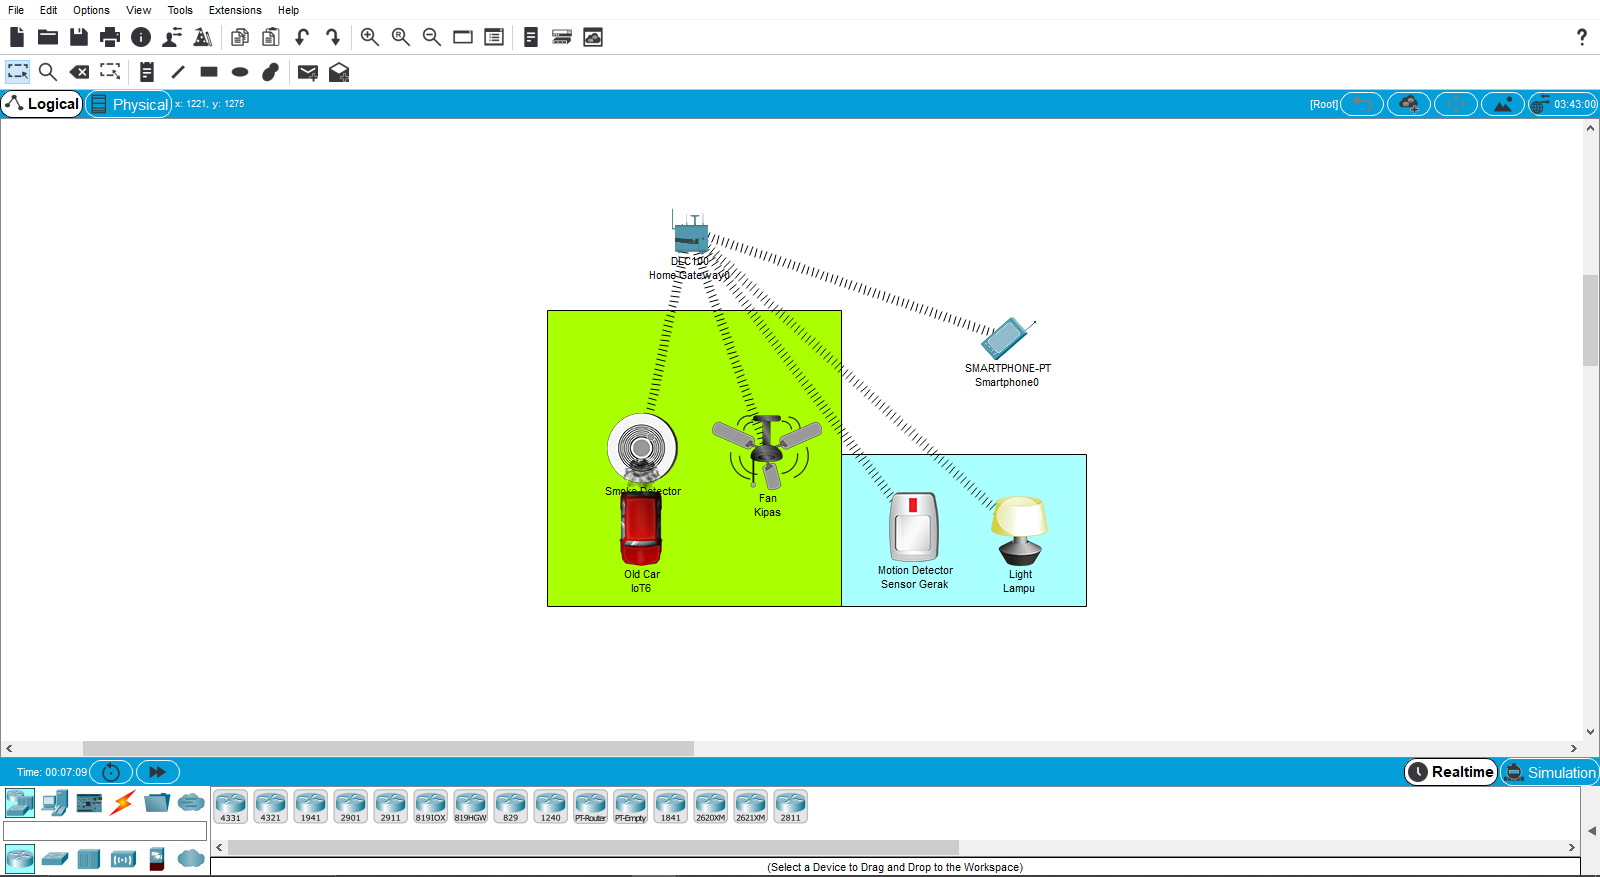 File Edit Options View Tools Extensions Help
?
Logical Physical x: 1221, y: 1275 [Root] 03:43:00
DLC100
Home Gateway0
SMARTPHONE-PT
Smartphone0
Smoke Detector
Fan
Kipas
Old Car
IoT6
Motion Detector
Sensor Gerak
Light
Lampu
Time: 00:07:09 Realtime Simulation
4331 4321 1941 2901 2911 819IOX 819HGW 829 1240 PT-Router PT-Empty 1841 2620XM 2621XM 2811
(Select a Device to Drag and Drop to the Workspace)